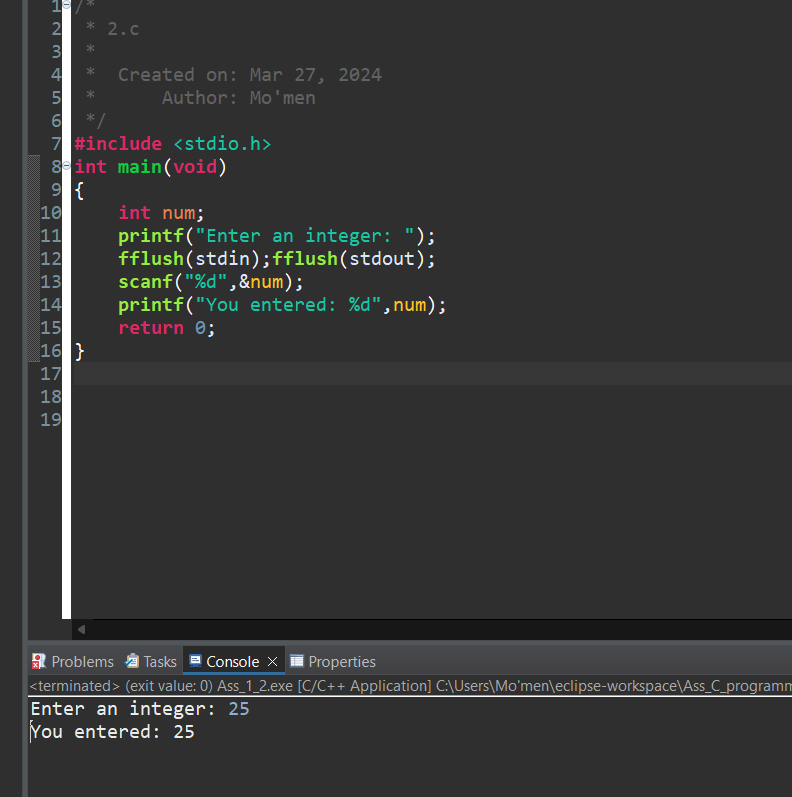 1 /*
2  * 2.c
3  *
4  *  Created on: Mar 27, 2024
5  *      Author: Mo'men
6  */
7 #include <stdio.h>
8 int main(void)
9 {
10     int num;
11     printf("Enter an integer: ");
12     fflush(stdin);fflush(stdout);
13     scanf("%d",&num);
14     printf("You entered: %d",num);
15     return 0;
16 }
17
18
19
Problems Tasks Console Properties
<terminated> (exit value: 0) Ass_1_2.exe [C/C++ Application] C:\Users\Mo'men\eclipse-workspace\Ass_C_programm
Enter an integer: 25
You entered: 25